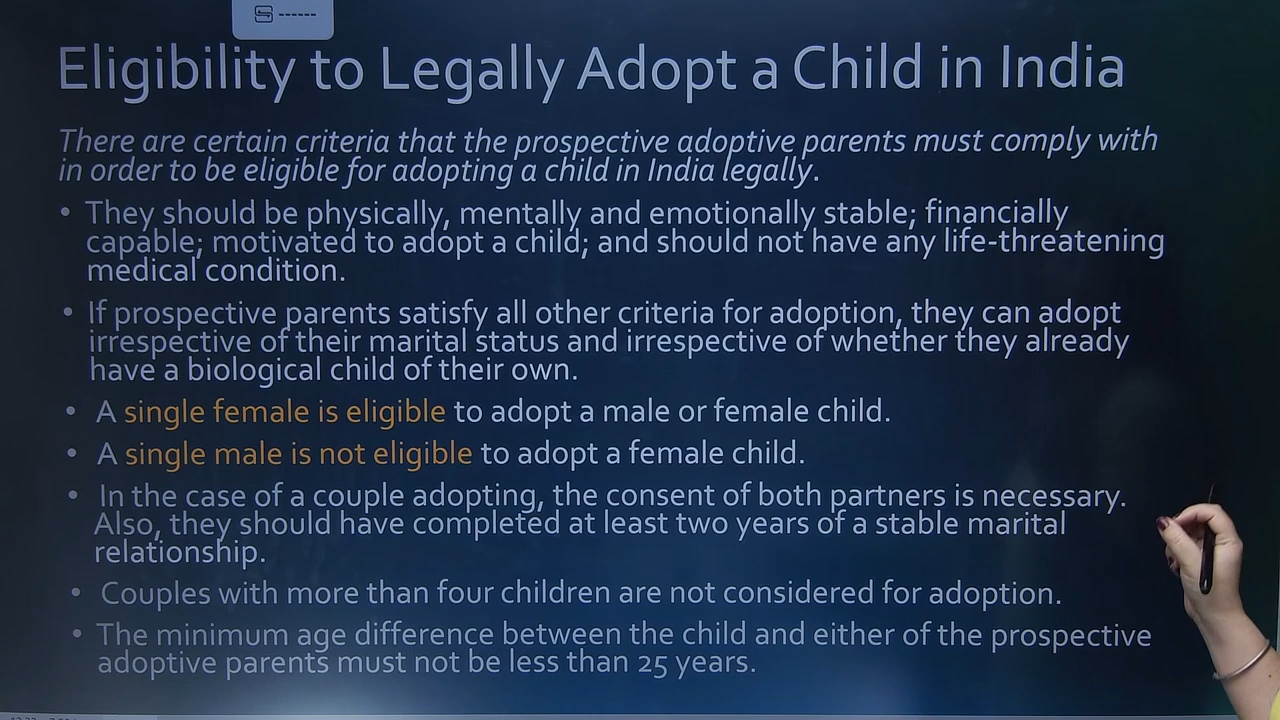 Eligibility to Legally Adopt a Child in India
There are certain criteria that the prospective adoptive parents must comply with
in order to be eligible for adopting a child in India legally.
• They should be physically, mentally and emotionally stable; financially
capable; motivated to adopt a child; and should not have any life-threatening
medical condition.
• If prospective parents satisfy all other criteria for adoption, they can adopt
irrespective of their marital status and irrespective of whether they already
have a biological child of their own.
• A single female is eligible to adopt a male or female child.
• A single male is not eligible to adopt a female child.
• In the case of a couple adopting, the consent of both partners is necessary.
Also, they should have completed at least two years of a stable marital
relationship.
• Couples with more than four children are not considered for adoption.
• The minimum age difference between the child and either of the prospective
adoptive parents must not be less than 25 years.